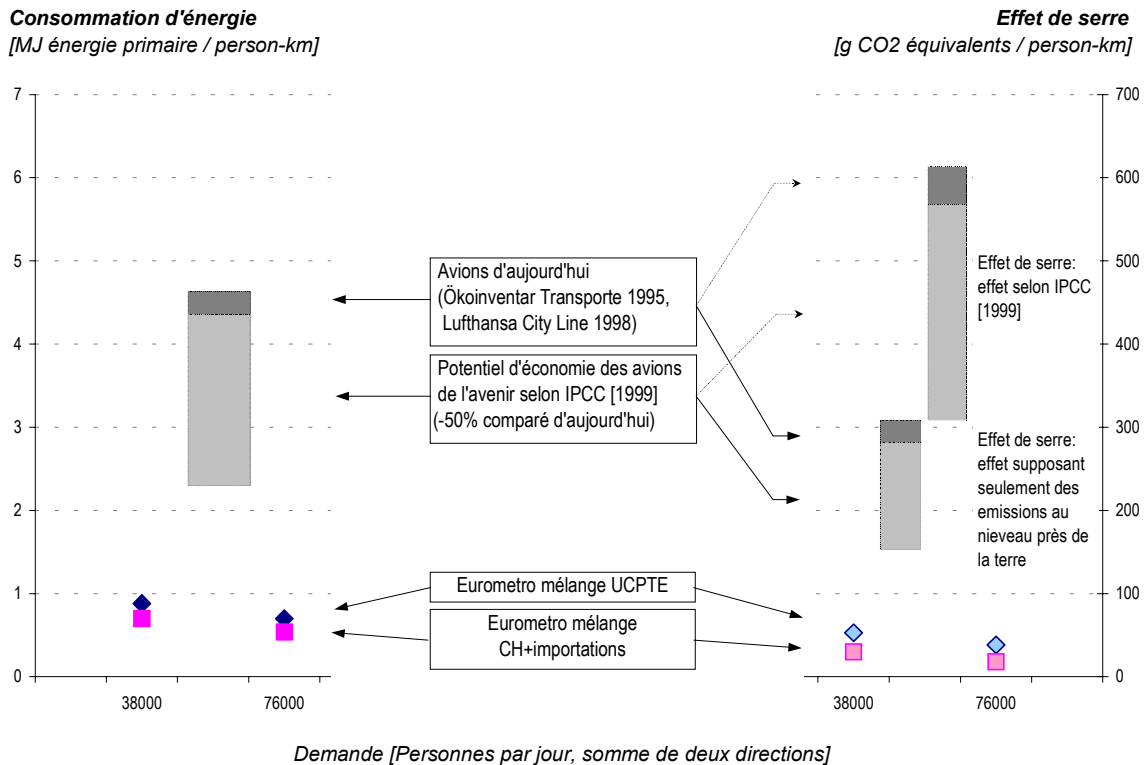 Consommation d'énergie
[MJ énergie primaire / person-km]
Effet de serre
[g CO2 équivalents / person-km]
7
6
5
4
3
2
1
0
38000
76000
Avions d'aujourd'hui
(Ökoinventar Transporte 1995,
Lufthansa City Line 1998)
Potentiel d'économie des avions
de l'avenir selon IPCC [1999]
(-50% comparé d'aujourd'hui)
Eurometro mélange UCPTE
Eurometro mélange
CH+importations
Effet de serre:
effet selon IPCC
[1999]
Effet de serre:
effet supposant
seulement des
emissions au
nieveau près de
la terre
700
600
500
400
300
200
100
0
38000
76000
Demande [Personnes par jour, somme de deux directions]